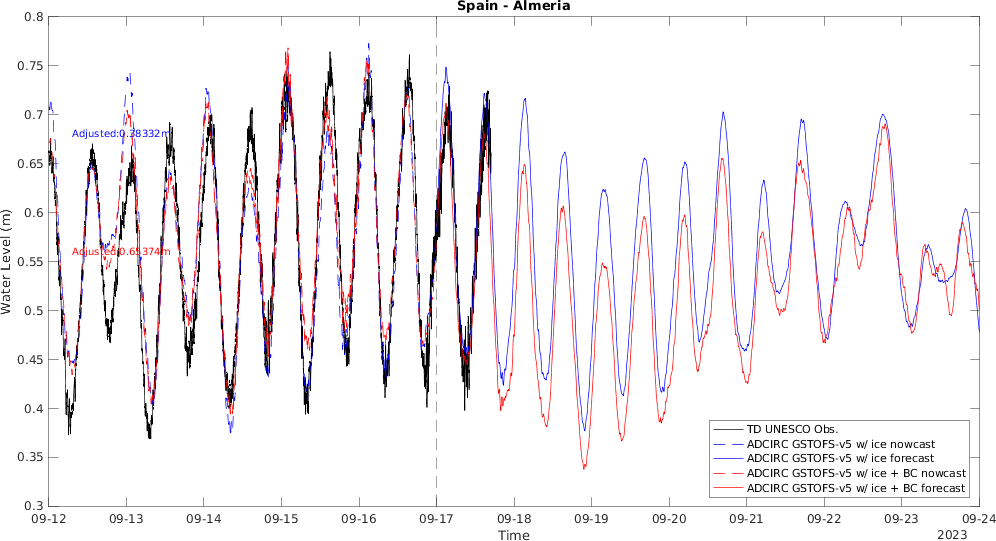 Spain - Almeria
0.8
0.75
0.7
0.65
0.6
0.55
0.5
0.45
0.4
0.35
0.3
Water Level (m)
Adjusted:0.38332m
Adjusted:0.65374m
TD UNESCO Obs.
ADCIRC GSTOFS-v5 w/ ice nowcast
ADCIRC GSTOFS-v5 w/ ice forecast
ADCIRC GSTOFS-v5 w/ ice + BC nowcast
ADCIRC GSTOFS-v5 w/ ice + BC forecast
09-12 09-13 09-14 09-15 09-16 09-17 09-18 09-19 09-20 09-21 09-22 09-23 09-24
Time
2023